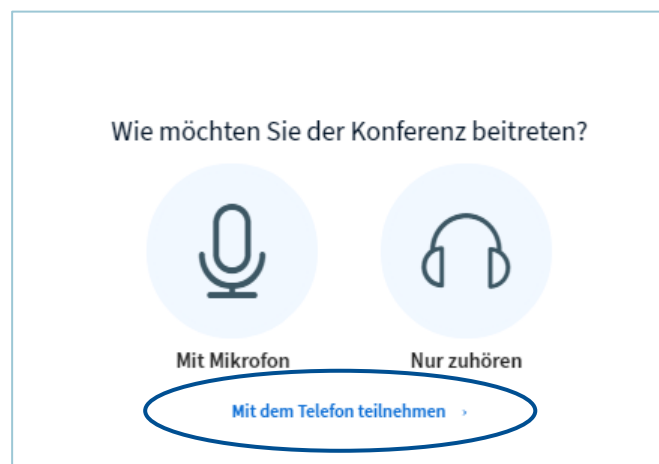 Wie möchten Sie der Konferenz beitreten?
Mit Mikrofon
Nur zuhören
Mit dem Telefon teilnehmen ›